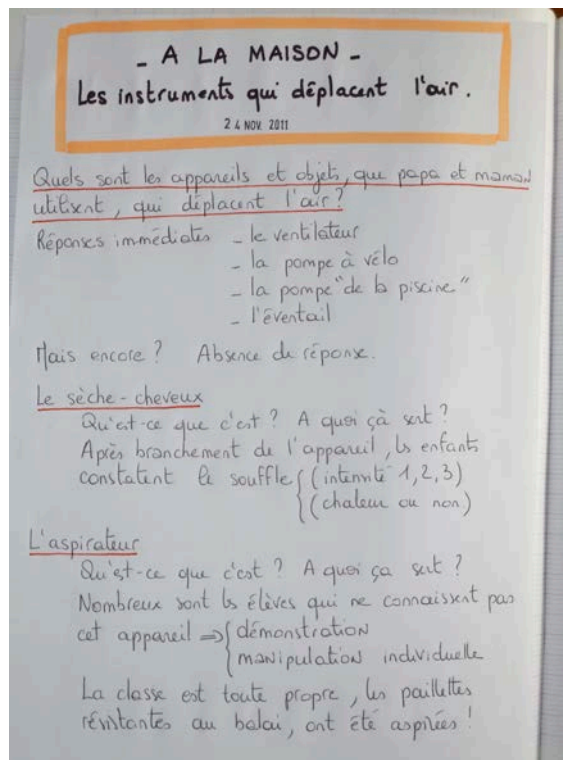 - A LA MAISON -
Les instruments qui déplacent l'air.
24 NOV. 2011
Quels sont les appareils et objets, que papa et maman
utilisent, qui déplacent l'air?
Réponses immédiates - le ventilateur
- la pompe à vélo
- la pompe "de la piscine"
- l'éventail
Mais encore ? Absence de réponse.
Le sèche-cheveux
Qu'est-ce que c'est ? A quoi çà sert ?
Après branchement de l'appareil, les enfants
constatent le souffle { (intensité 1,2,3)
(chaleur ou non)
L'aspirateur
Qu'est-ce que c'est ? A quoi ça sert ?
Nombreux sont les élèves qui ne connaissent pas
cet appareil => { démonstration
manipulation individuelle
La classe est toute propre, les paillettes
résistantes au balai, ont été aspirées !